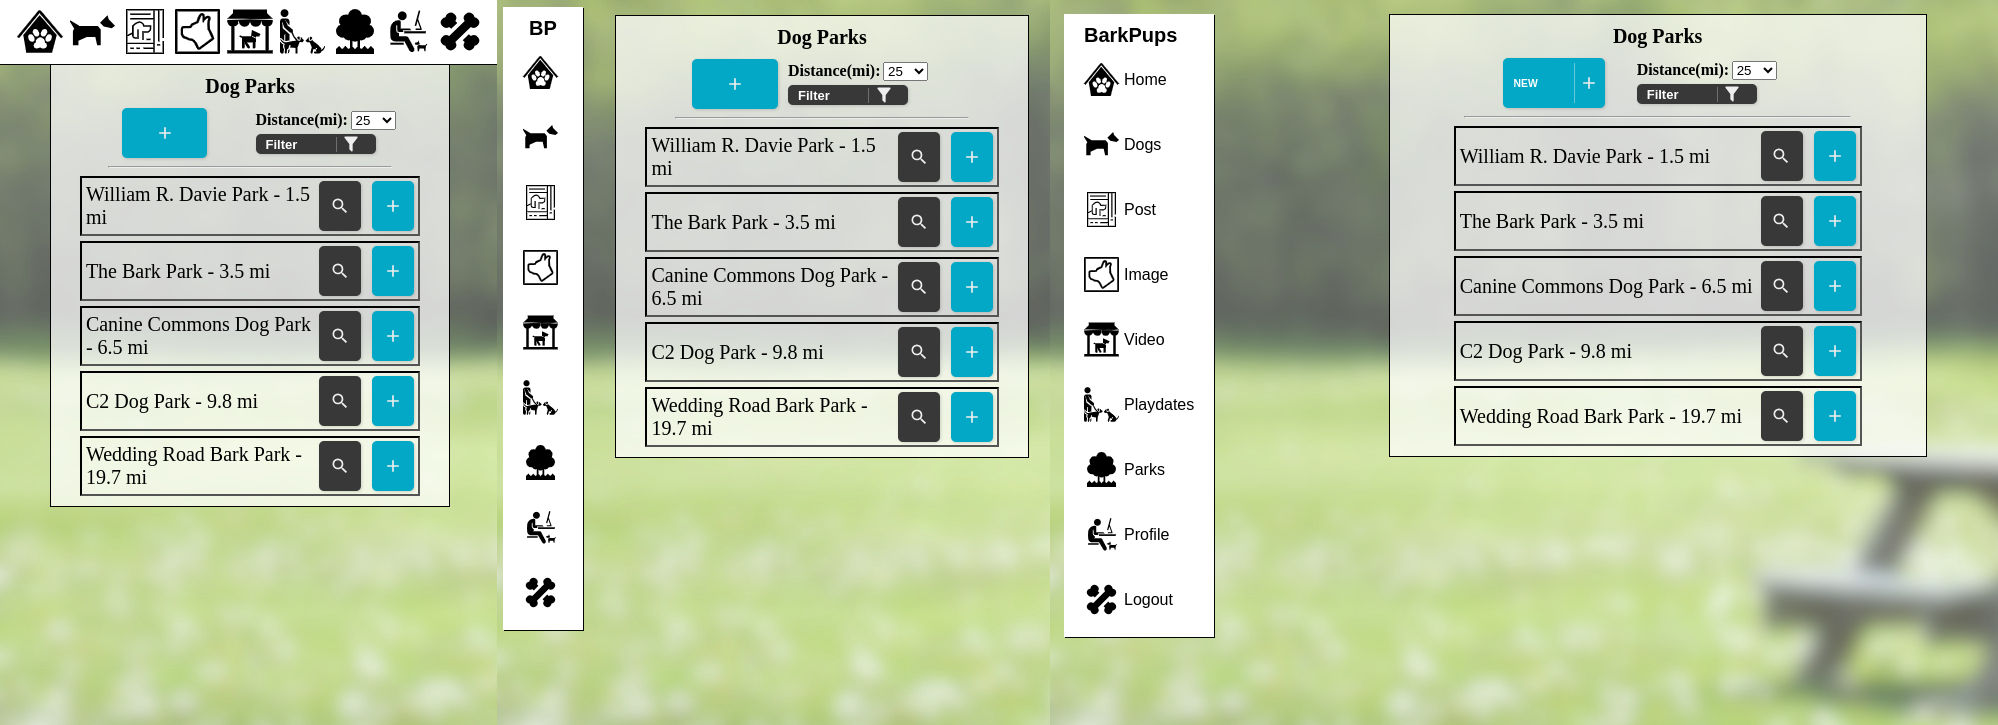 Dog Parks
Distance(mi): 25
Filter
William R. Davie Park - 1.5
mi
The Bark Park - 3.5 mi
Canine Commons Dog Park
- 6.5 mi
C2 Dog Park - 9.8 mi
Wedding Road Bark Park -
19.7 mi
BP
Dog Parks
Distance(mi): 25
Filter
William R. Davie Park - 1.5
mi
The Bark Park - 3.5 mi
Canine Commons Dog Park -
6.5 mi
C2 Dog Park - 9.8 mi
Wedding Road Bark Park -
19.7 mi
BarkPups
Home
Dogs
Post
Image
Video
Playdates
Parks
Profile
Logout
Dog Parks
NEW
Distance(mi): 25
Filter
William R. Davie Park - 1.5 mi
The Bark Park - 3.5 mi
Canine Commons Dog Park - 6.5 mi
C2 Dog Park - 9.8 mi
Wedding Road Bark Park - 19.7 mi